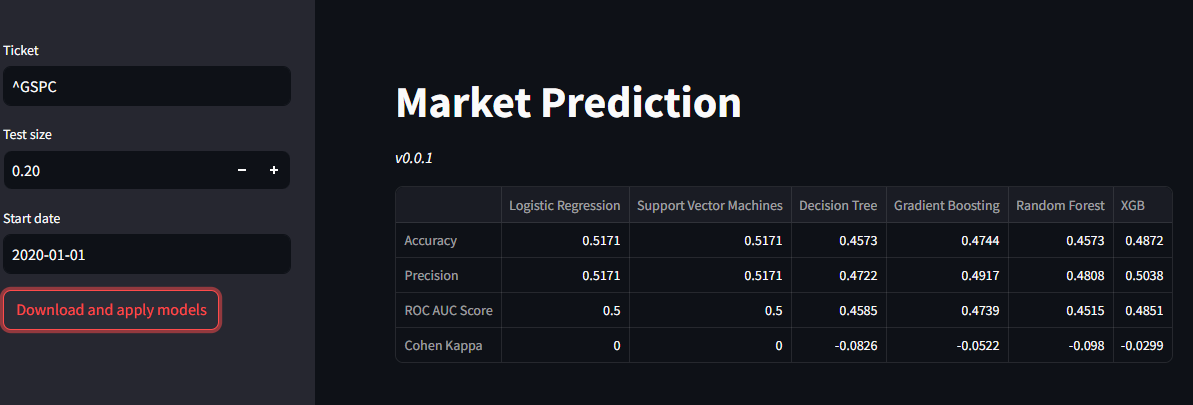 Ticket
^GSPC
Test size
0.20 − +
Start date
2020-01-01
Download and apply models
Market Prediction
v0.0.1
Logistic Regression Support Vector Machines Decision Tree Gradient Boosting Random Forest XGB
Accuracy 0.5171 0.5171 0.4573 0.4744 0.4573 0.4872
Precision 0.5171 0.5171 0.4722 0.4917 0.4808 0.5038
ROC AUC Score 0.5 0.5 0.4585 0.4739 0.4515 0.4851
Cohen Kappa 0 0 -0.0826 -0.0522 -0.098 -0.0299